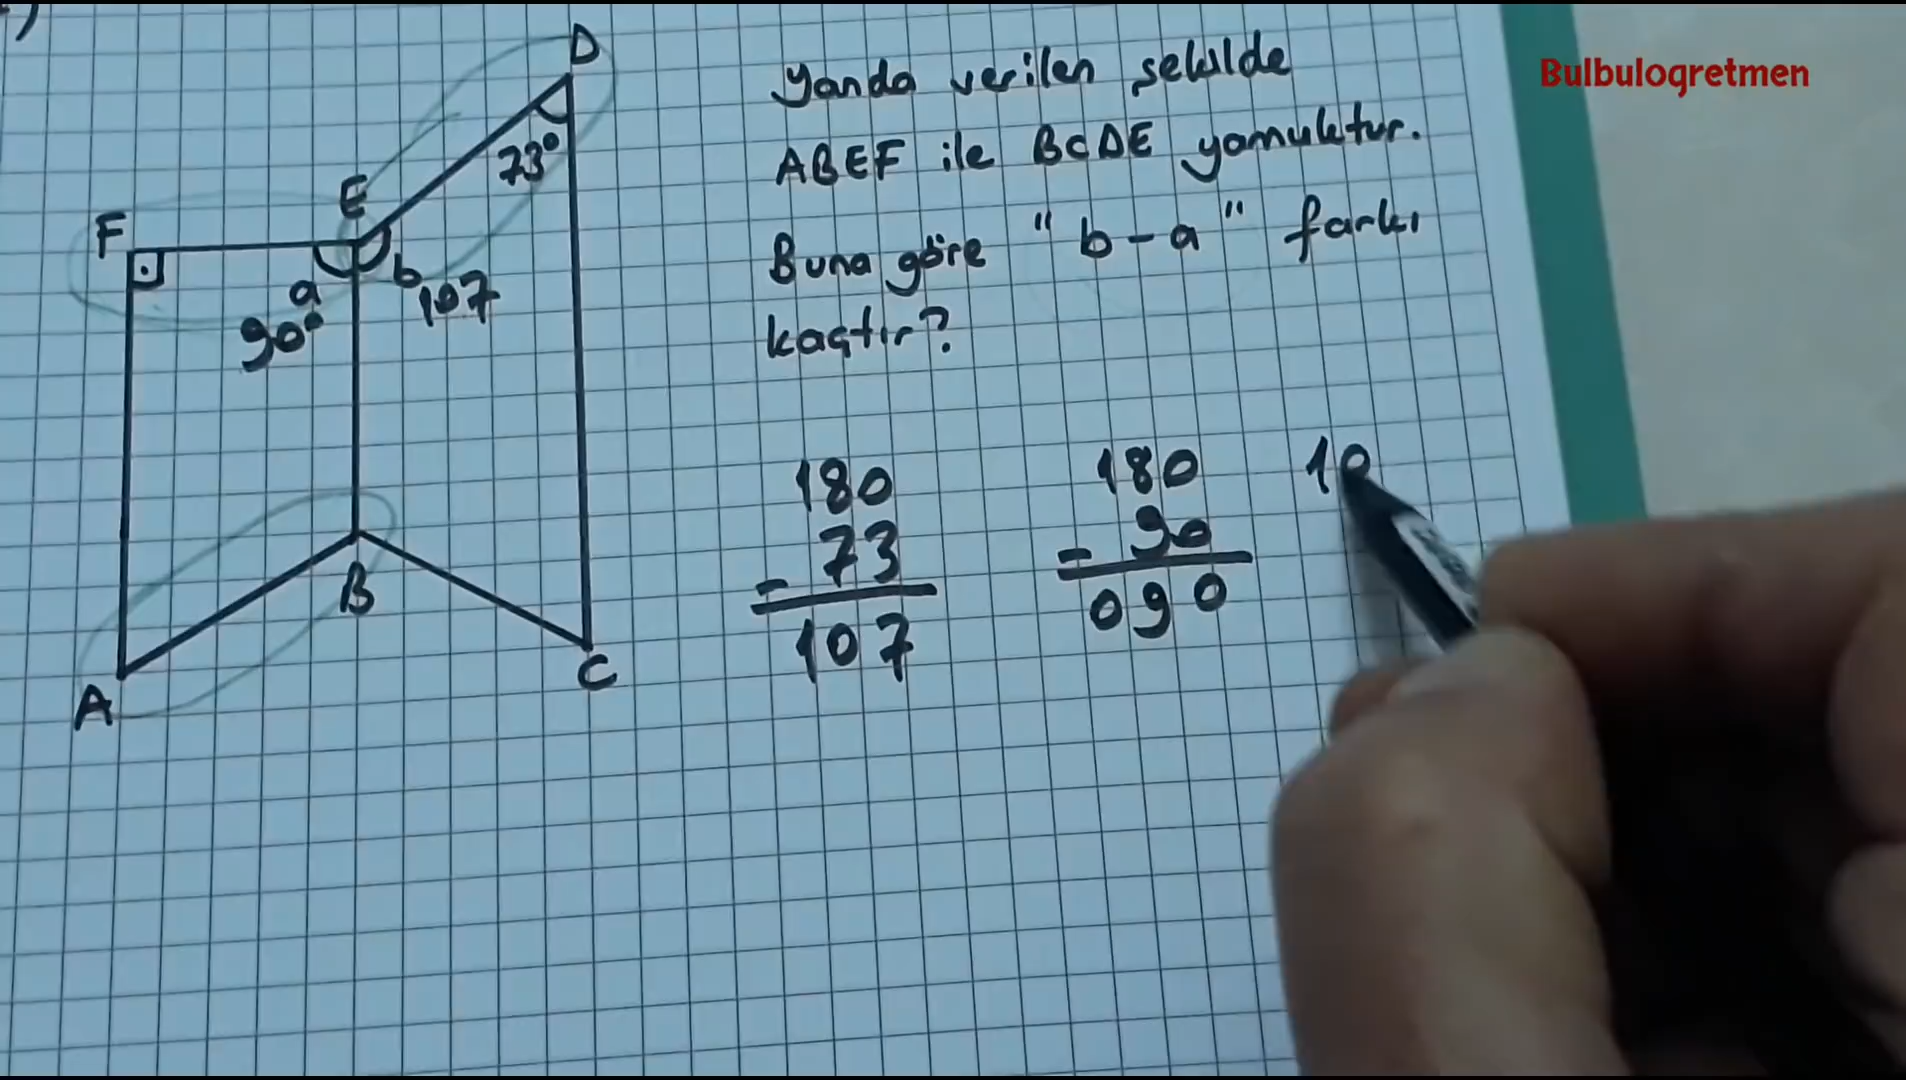 Bulbulogretmen
Yanda verilen şekilde
ABEF ile BCDE yamuktur.
Buna göre "b-a" farkı
kaçtır?
D
73°
E
F
a
b
90°
107
B
A
C
180
- 73
107
180
- 90
090
10